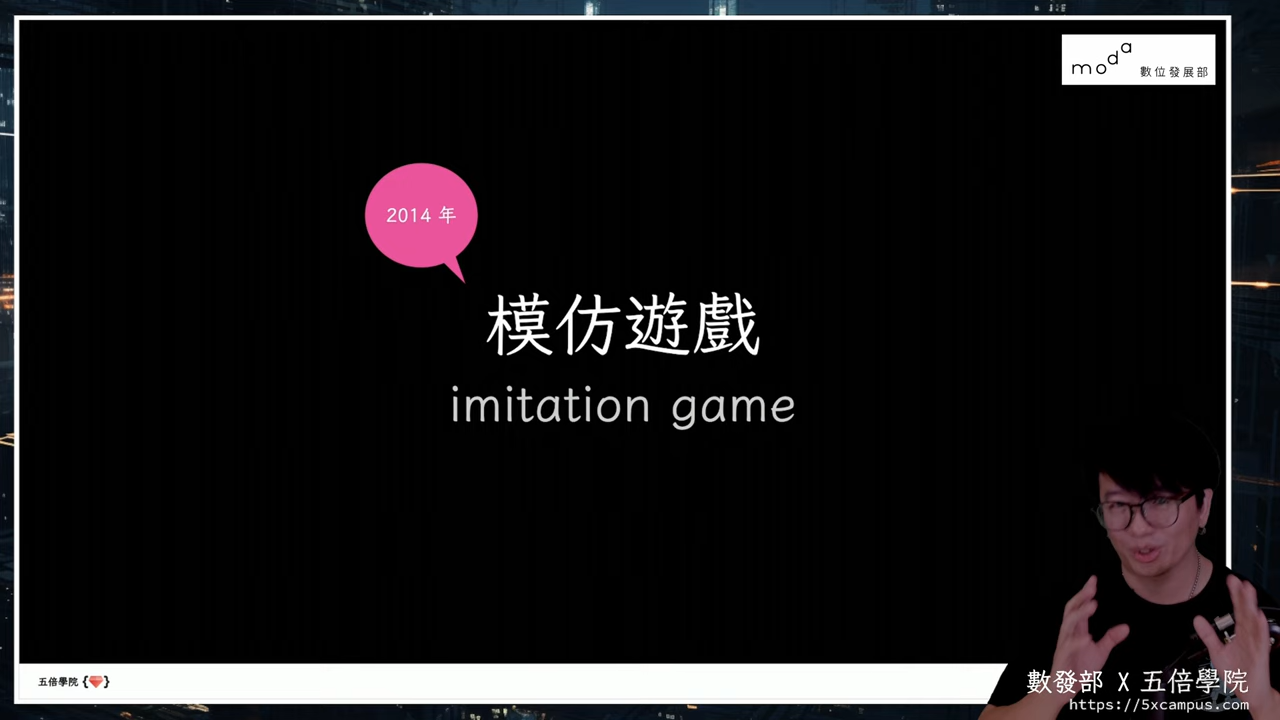 moda 數位發展部
2014 年
模仿遊戲
imitation game
五倍學院 { }
數發部 X 五倍學院
https://5xcampus.com